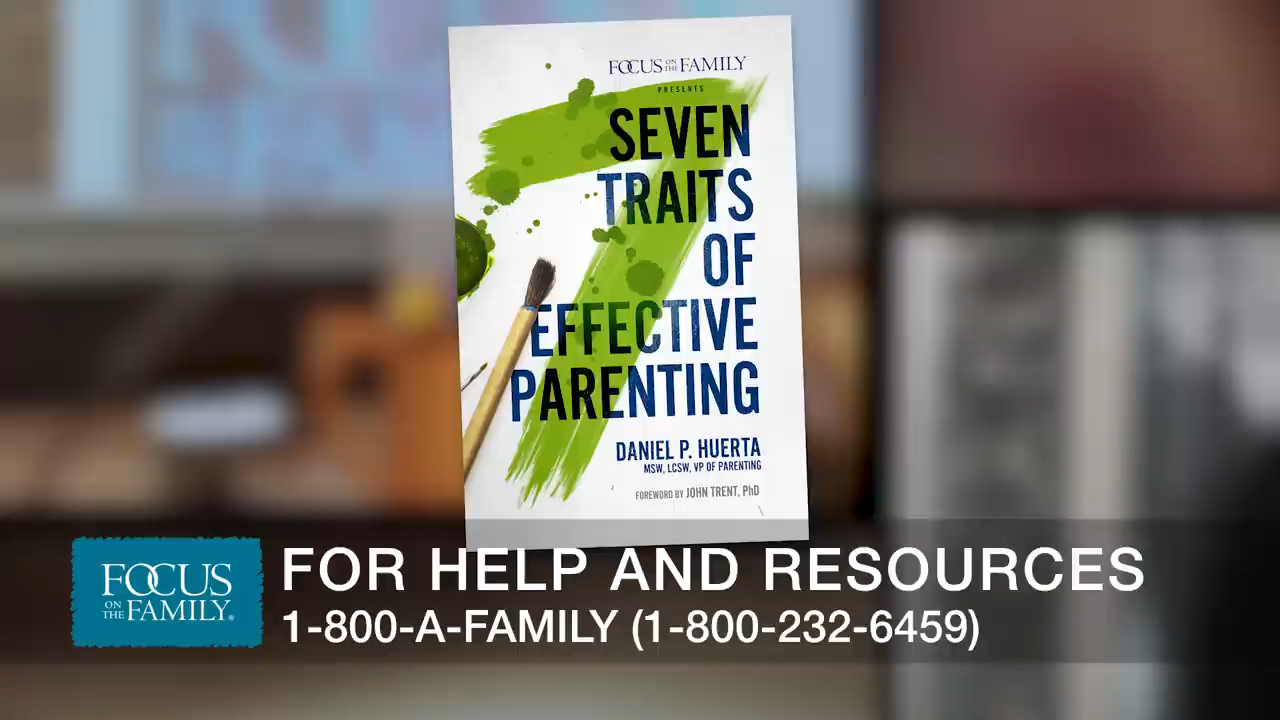 FOCUS ON THE FAMILY
PRESENTS
SEVEN
TRAITS
OF
EFFECTIVE
PARENTING
DANIEL P. HUERTA
MSW, LCSW, VP OF PARENTING
FOREWORD BY JOHN TRENT, PhD
FOCUS
ON THE FAMILY®
FOR HELP AND RESOURCES
1-800-A-FAMILY (1-800-232-6459)